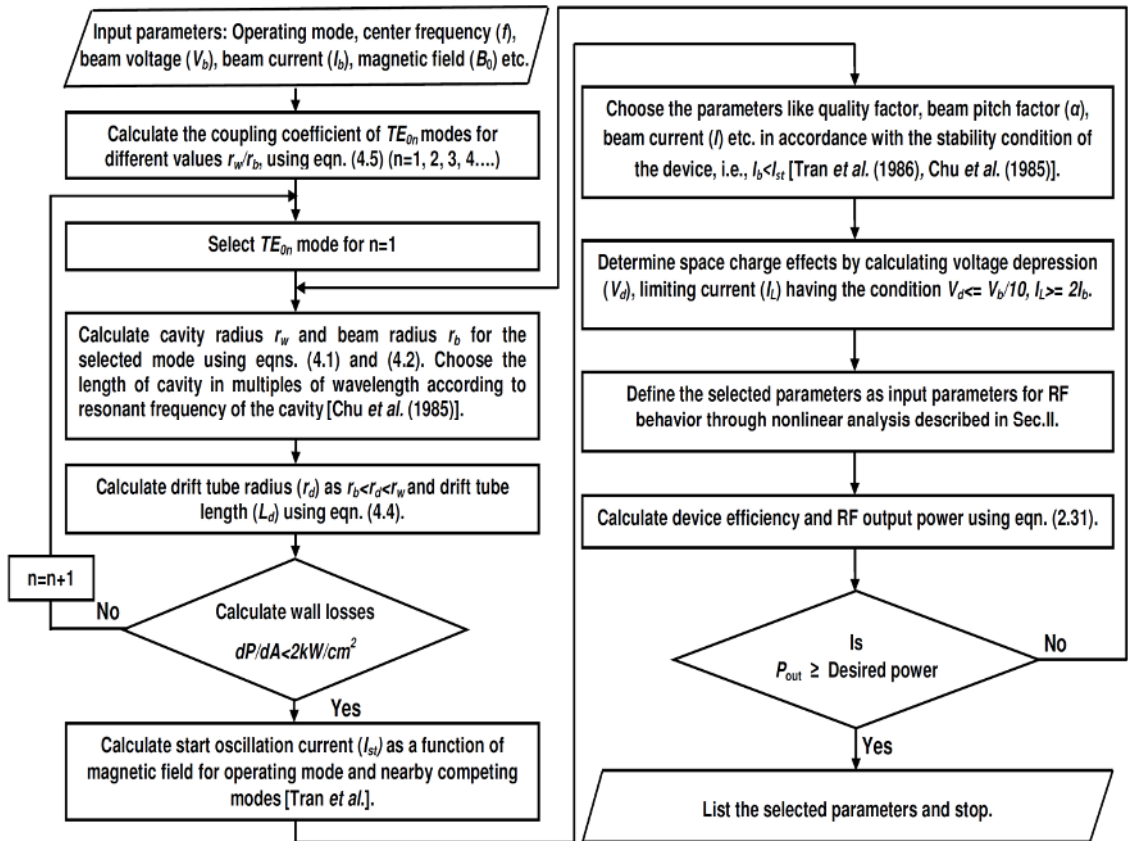 Input parameters: Operating mode, center frequency (f),
beam voltage (Vb), beam current (Ib), magnetic field (B0) etc.
Calculate the coupling coefficient of TE0n modes for
different values rw/rb, using eqn. (4.5) (n=1, 2, 3, 4....)
Select TE0n mode for n=1
Calculate cavity radius rw and beam radius rb for the
selected mode using eqns. (4.1) and (4.2). Choose the
length of cavity in multiples of wavelength according to
resonant frequency of the cavity [Chu et al. (1985)].
Calculate drift tube radius (rd) as rb<rd<rw and drift tube
length (Ld) using eqn. (4.4).
n=n+1
No
Calculate wall losses
dP/dA<2kW/cm²
Yes
Calculate start oscillation current (Ist) as a function of
magnetic field for operating mode and nearby competing
modes [Tran et al.].
Choose the parameters like quality factor, beam pitch factor (α),
beam current (I) etc. in accordance with the stability condition of
the device, i.e., Ib<Ist [Tran et al. (1986), Chu et al. (1985)].
Determine space charge effects by calculating voltage depression
(Vd), limiting current (IL) having the condition Vd<= Vb/10, IL>= 2Ib.
Define the selected parameters as input parameters for RF
behavior through nonlinear analysis described in Sec.II.
Calculate device efficiency and RF output power using eqn. (2.31).
Is
Pout ≥ Desired power
No
Yes
List the selected parameters and stop.